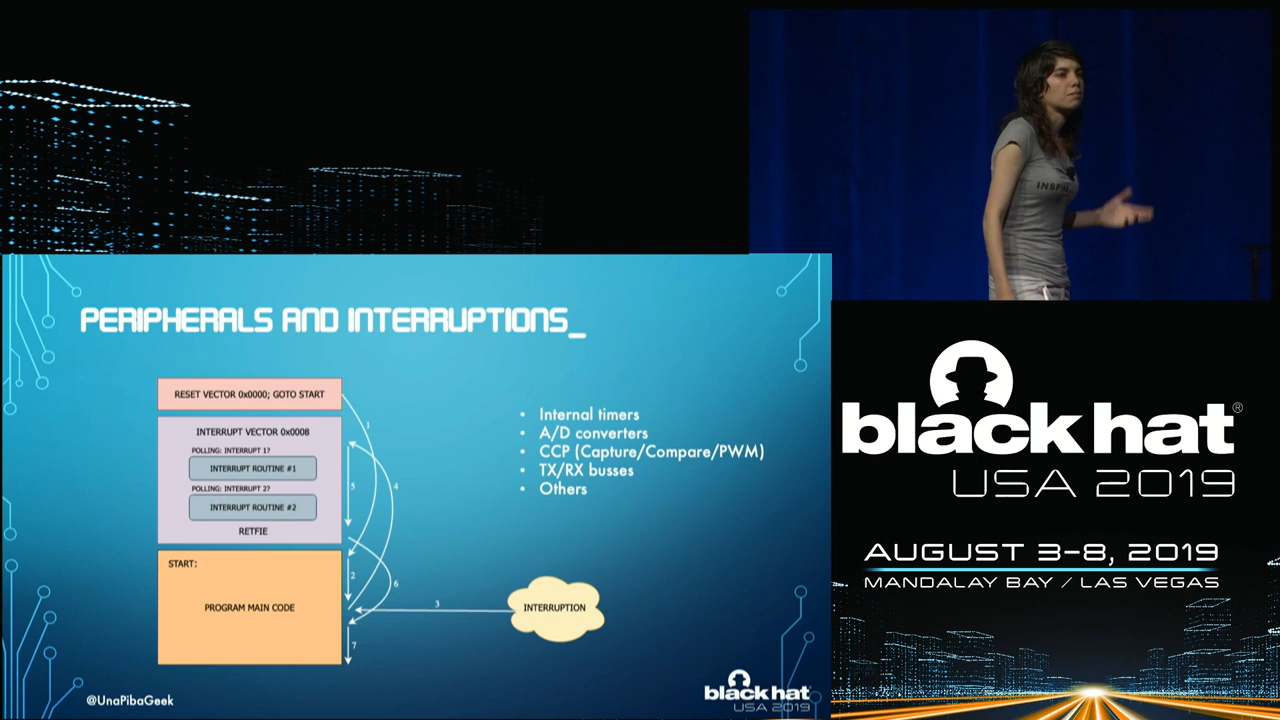 INSPIRE
PERIPHERALS AND INTERRUPTIONS_
RESET VECTOR 0x0000; GOTO START
INTERRUPT VECTOR 0x0008
POLLING: INTERRUPT 1?
INTERRUPT ROUTINE #1
POLLING: INTERRUPT 2?
INTERRUPT ROUTINE #2
RETFIE
START:
PROGRAM MAIN CODE
1
5
4
2
6
3
7
INTERRUPTION
• Internal timers
• A/D converters
• CCP (Capture/Compare/PWM)
• TX/RX busses
• Others
@UnaPibaGeek
black hat
USA 2019
black hat®
USA 2019
AUGUST 3-8, 2019
MANDALAY BAY / LAS VEGAS